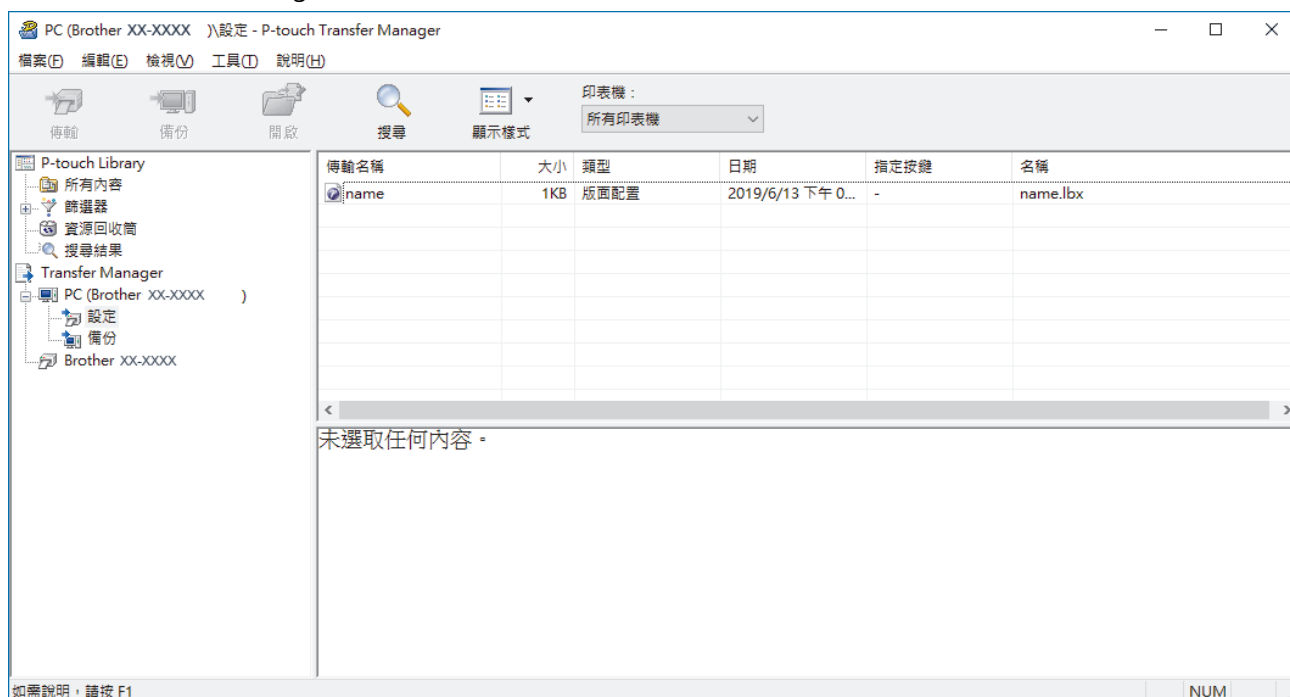 PC (Brother XX-XXXX )\設定 - P-touch Transfer Manager
檔案(F) 編輯(E) 檢視(V) 工具(T) 說明(H)
傳輸 備份 開啟 搜尋 顯示樣式
印表機：
所有印表機
P-touch Library
所有內容
篩選器
資源回收筒
搜尋結果
Transfer Manager
PC (Brother XX-XXXX )
設定
備份
Brother XX-XXXX
傳輸名稱 大小 類型 日期 指定按鍵 名稱
name 1KB 版面配置 2019/6/13 下午 0... - name.lbx
未選取任何內容。
如需說明，請按 F1
NUM